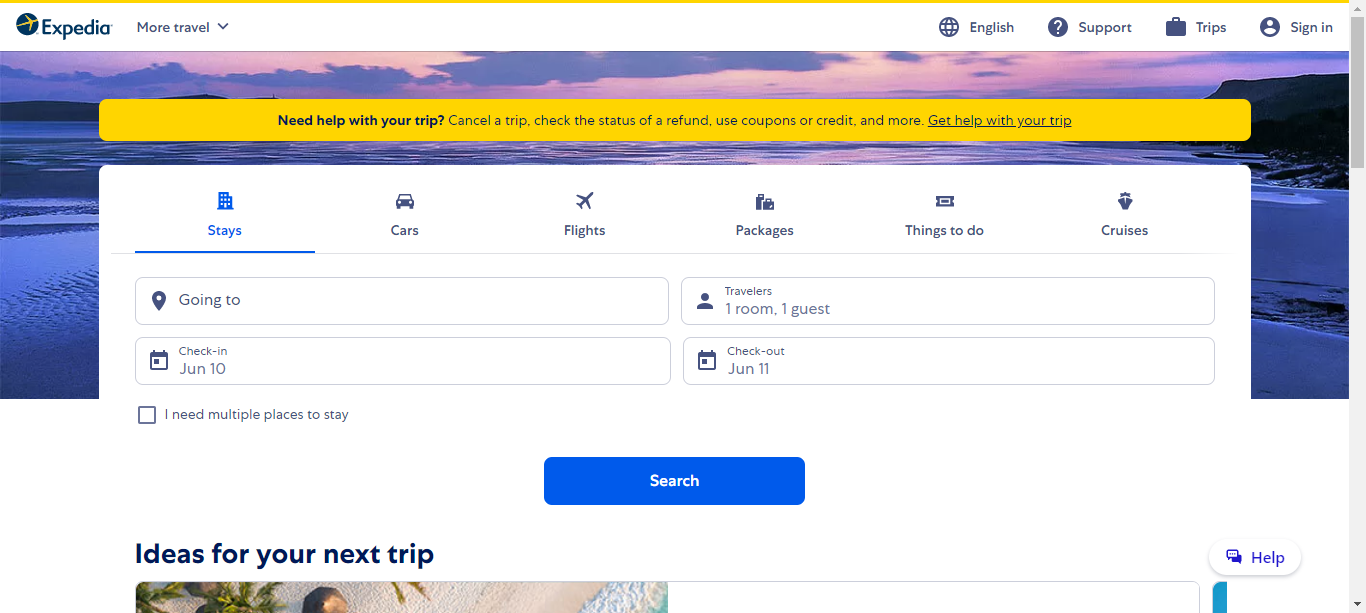 Expedia
More travel
English
Support
Trips
Sign in
Need help with your trip? Cancel a trip, check the status of a refund, use coupons or credit, and more. Get help with your trip
Stays
Cars
Flights
Packages
Things to do
Cruises
Going to
Travelers
1 room, 1 guest
Check-in
Jun 10
Check-out
Jun 11
I need multiple places to stay
Search
Ideas for your next trip
Help